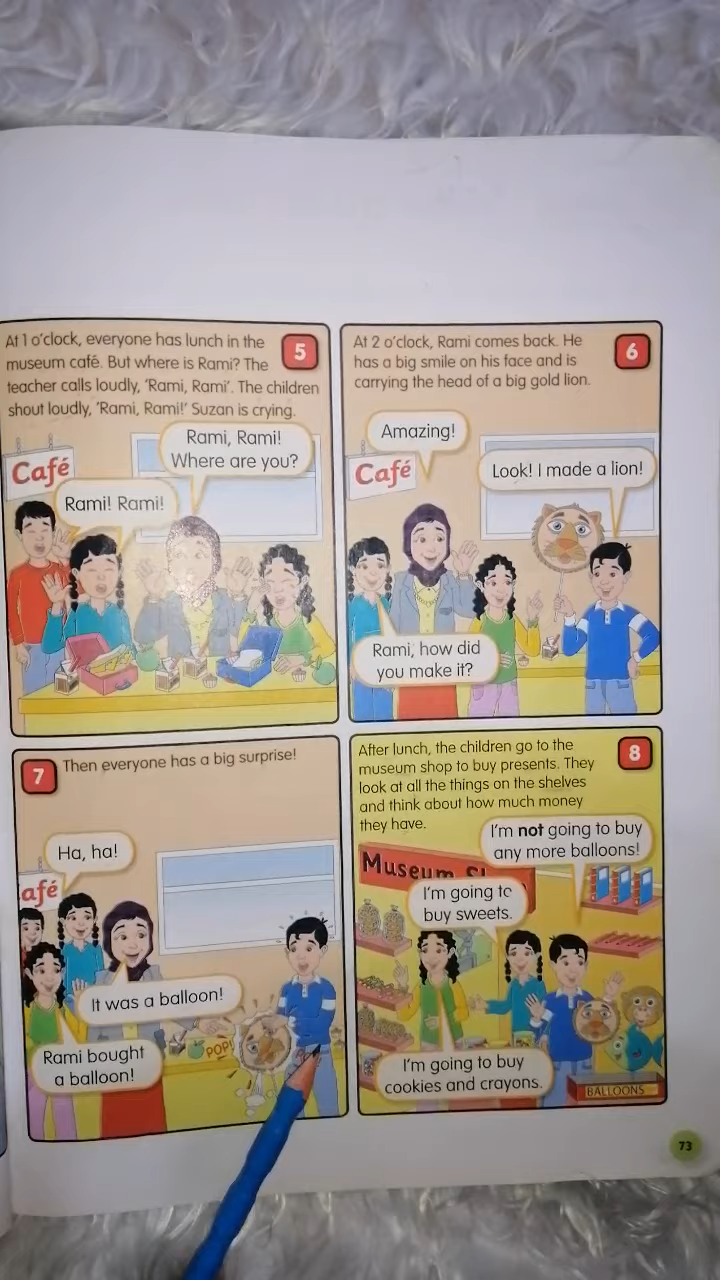 5
At 1 o'clock, everyone has lunch in the
museum café. But where is Rami? The
teacher calls loudly, 'Rami, Rami'. The children
shout loudly, 'Rami, Rami!' Suzan is crying.
Rami, Rami!
Where are you?
Café
Rami! Rami!
6
At 2 o'clock, Rami comes back. He
has a big smile on his face and is
carrying the head of a big gold lion.
Amazing!
Café
Look! I made a lion!
Rami, how did
you make it?
7
Then everyone has a big surprise!
Ha, ha!
afé
It was a balloon!
Rami bought
a balloon!
POP!
8
After lunch, the children go to the
museum shop to buy presents. They
look at all the things on the shelves
and think about how much money
they have.
I'm not going to buy
any more balloons!
Museum
I'm going to
buy sweets.
I'm going to buy
cookies and crayons.
BALLOONS
73